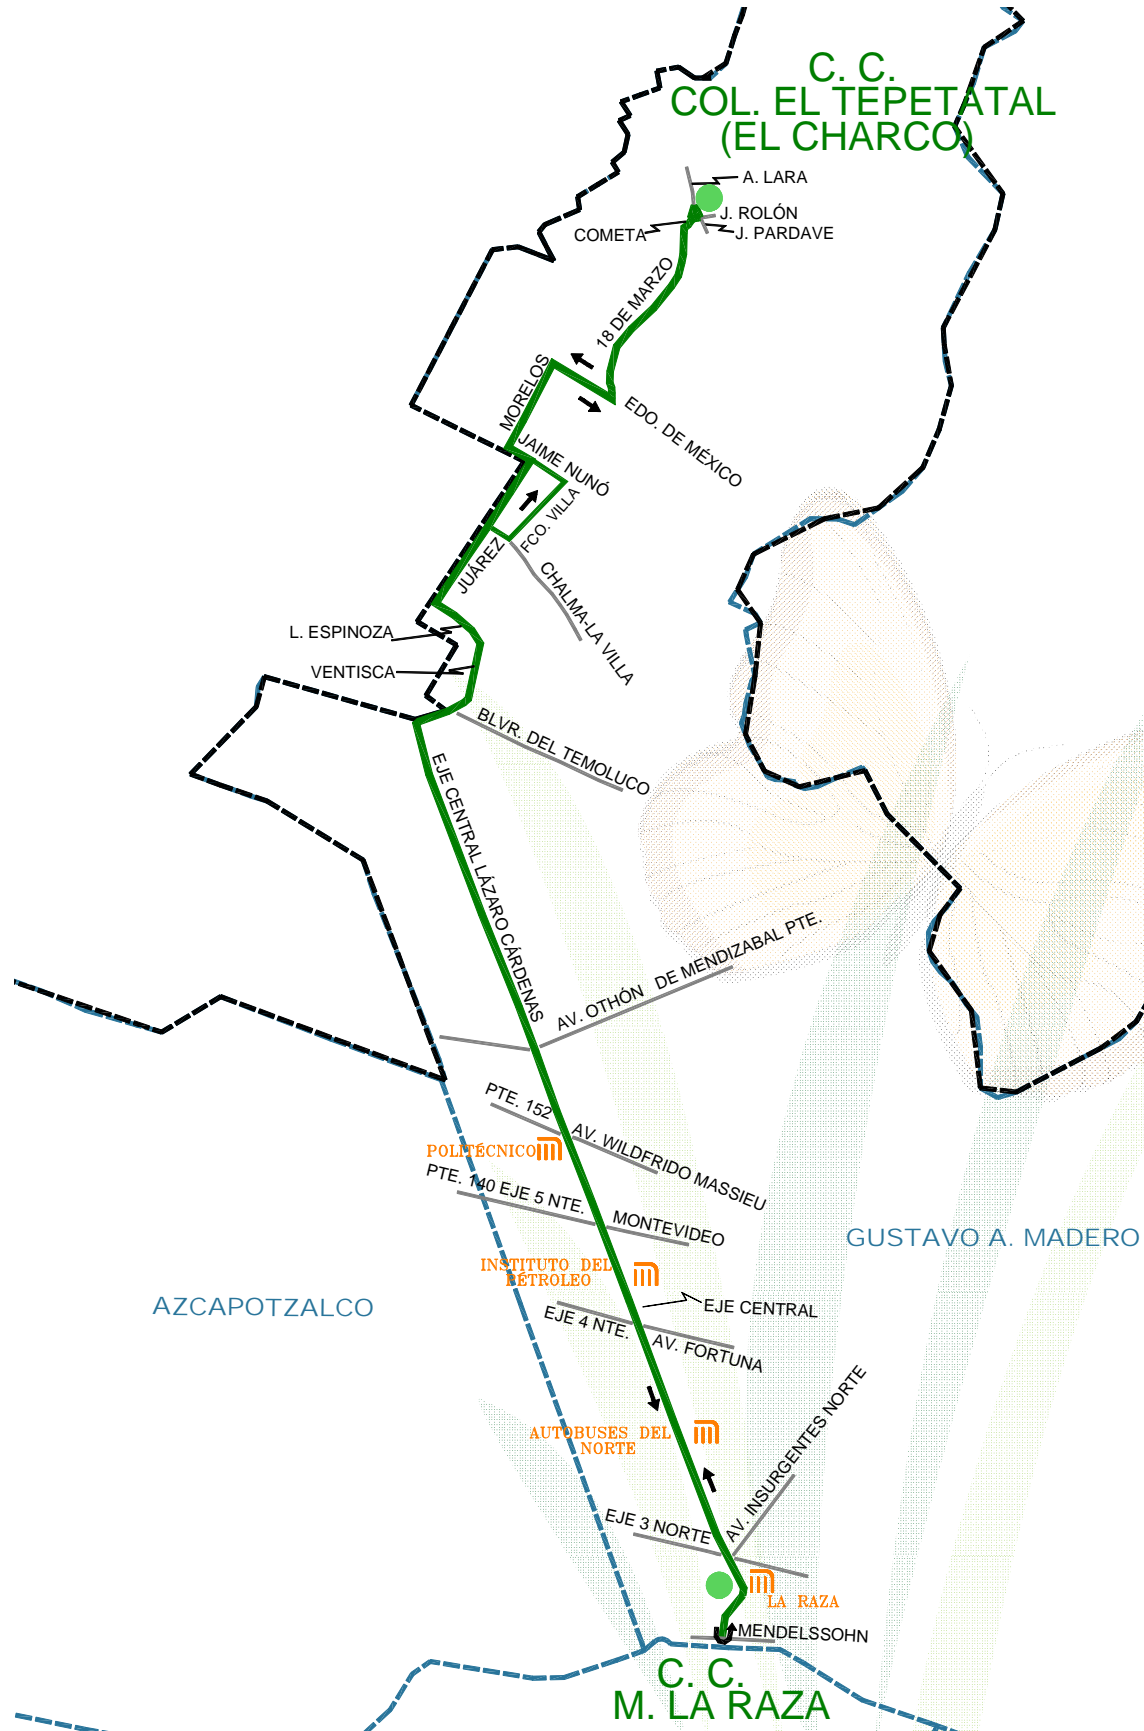 C. C.
COL. EL TEPETATAL
(EL CHARCO)
A. LARA
J. ROLÓN
COMETA
J. PARDAVE
18 DE MARZO
MORELOS
EDO. DE MÉXICO
JAIME NUNÓ
FCO. VILLA
JUÁREZ
CHALMA-LA VILLA
L. ESPINOZA
VENTISCA
BLVR. DEL TEMOLUCO
EJE CENTRAL LÁZARO CÁRDENAS
AV. OTHÓN DE MENDIZABAL PTE.
PTE. 152
AV. WILDFRIDO MASSIEU
POLITÉCNICO
PTE. 140 EJE 5 NTE.
MONTEVIDEO
GUSTAVO A. MADERO
INSTITUTO DEL
PÉTROLEO
AZCAPOTZALCO
EJE CENTRAL
EJE 4 NTE.
AV. FORTUNA
AUTOBUSES DEL
NORTE
AV. INSURGENTES NORTE
EJE 3 NORTE
LA RAZA
MENDELSSOHN
C. C.
M. LA RAZA